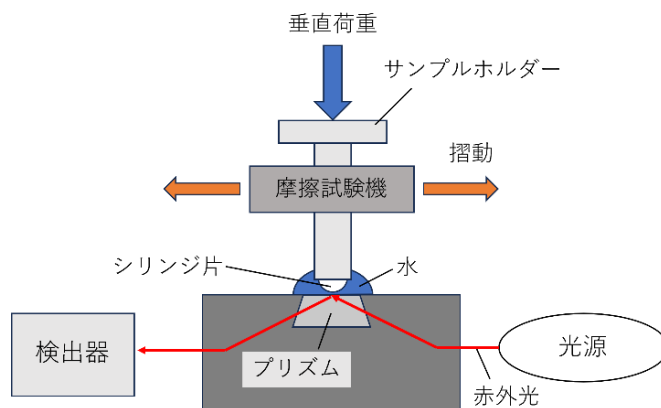 垂直荷重
サンプルホルダー
摺動
摩擦試験機
シリンジ片
水
検出器
プリズム
光源
赤外光